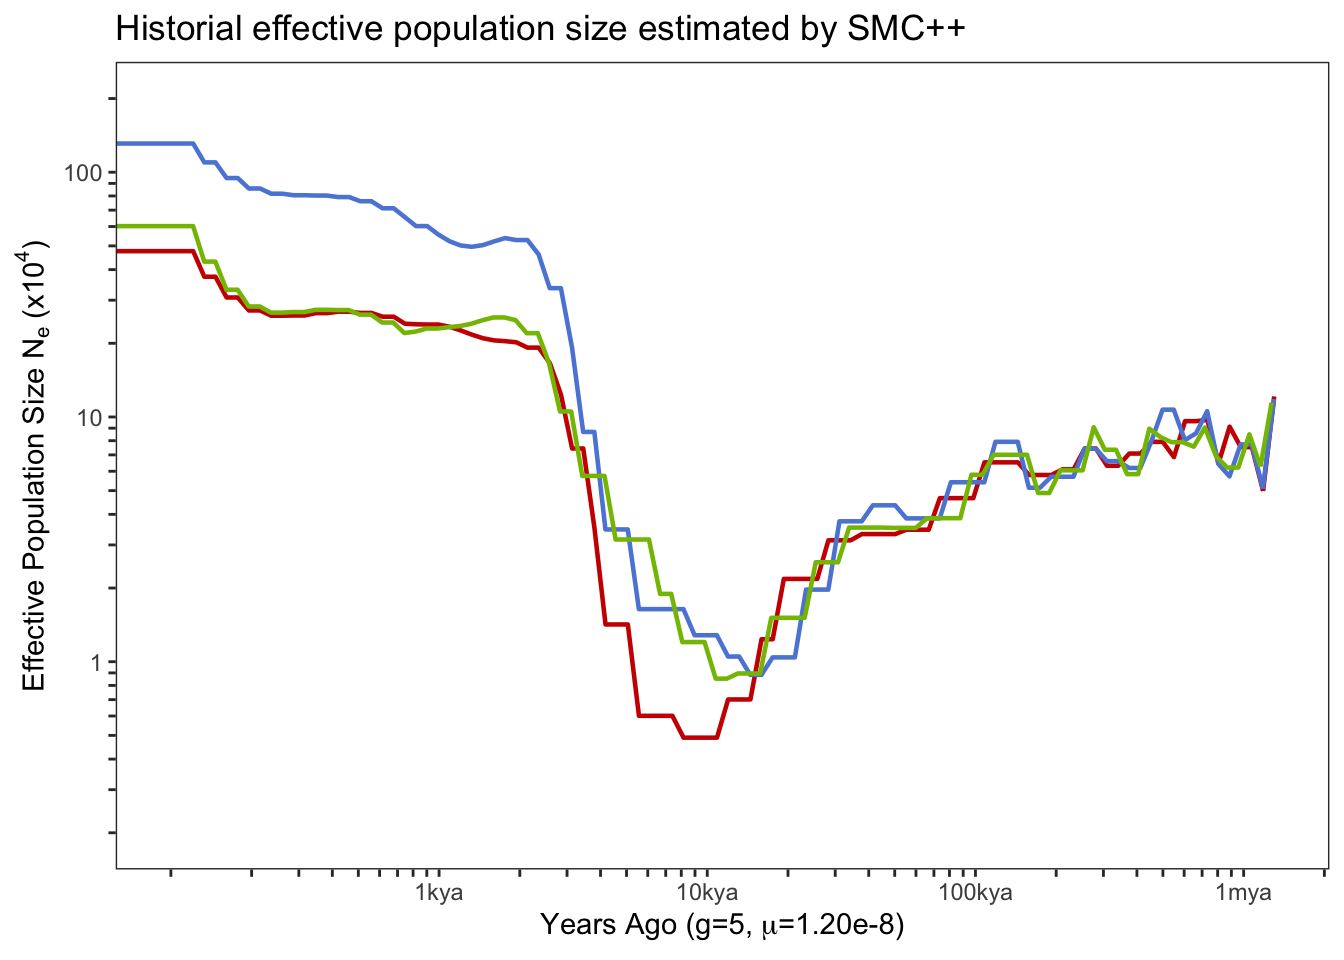 Historial effective population size estimated by SMC++
Effective Population Size Ne (x10⁴)
100
10
1
1kya
10kya
100kya
1mya
Years Ago (g=5, μ=1.20e-8)